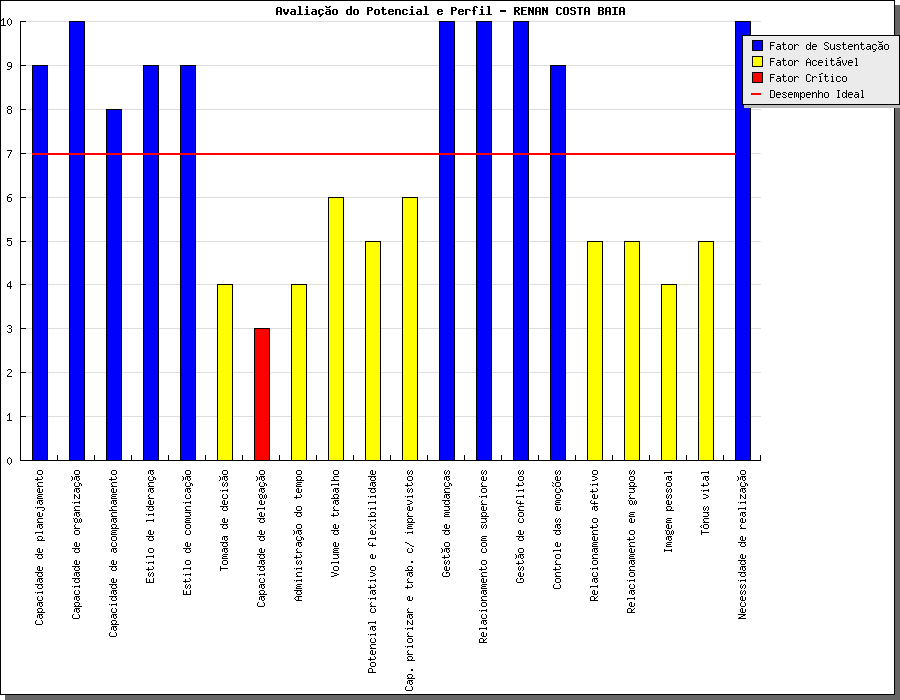 Avaliação do Potencial e Perfil - RENAN COSTA BAIA
10
9
8
7
6
5
4
3
2
1
0
Fator de Sustentação
Fator Aceitável
Fator Crítico
Desempenho Ideal
Capacidade de planejamento
Capacidade de organização
Capacidade de acompanhamento
Estilo de liderança
Estilo de comunicação
Tomada de decisão
Capacidade de delegação
Administração do tempo
Volume de trabalho
Potencial criativo e flexibilidade
Cap. priorizar e trab. c/ imprevistos
Gestão de mudanças
Relacionamento com superiores
Gestão de conflitos
Controle das emoções
Relacionamento afetivo
Relacionamento em grupos
Imagem pessoal
Tônus vital
Necessidade de realização